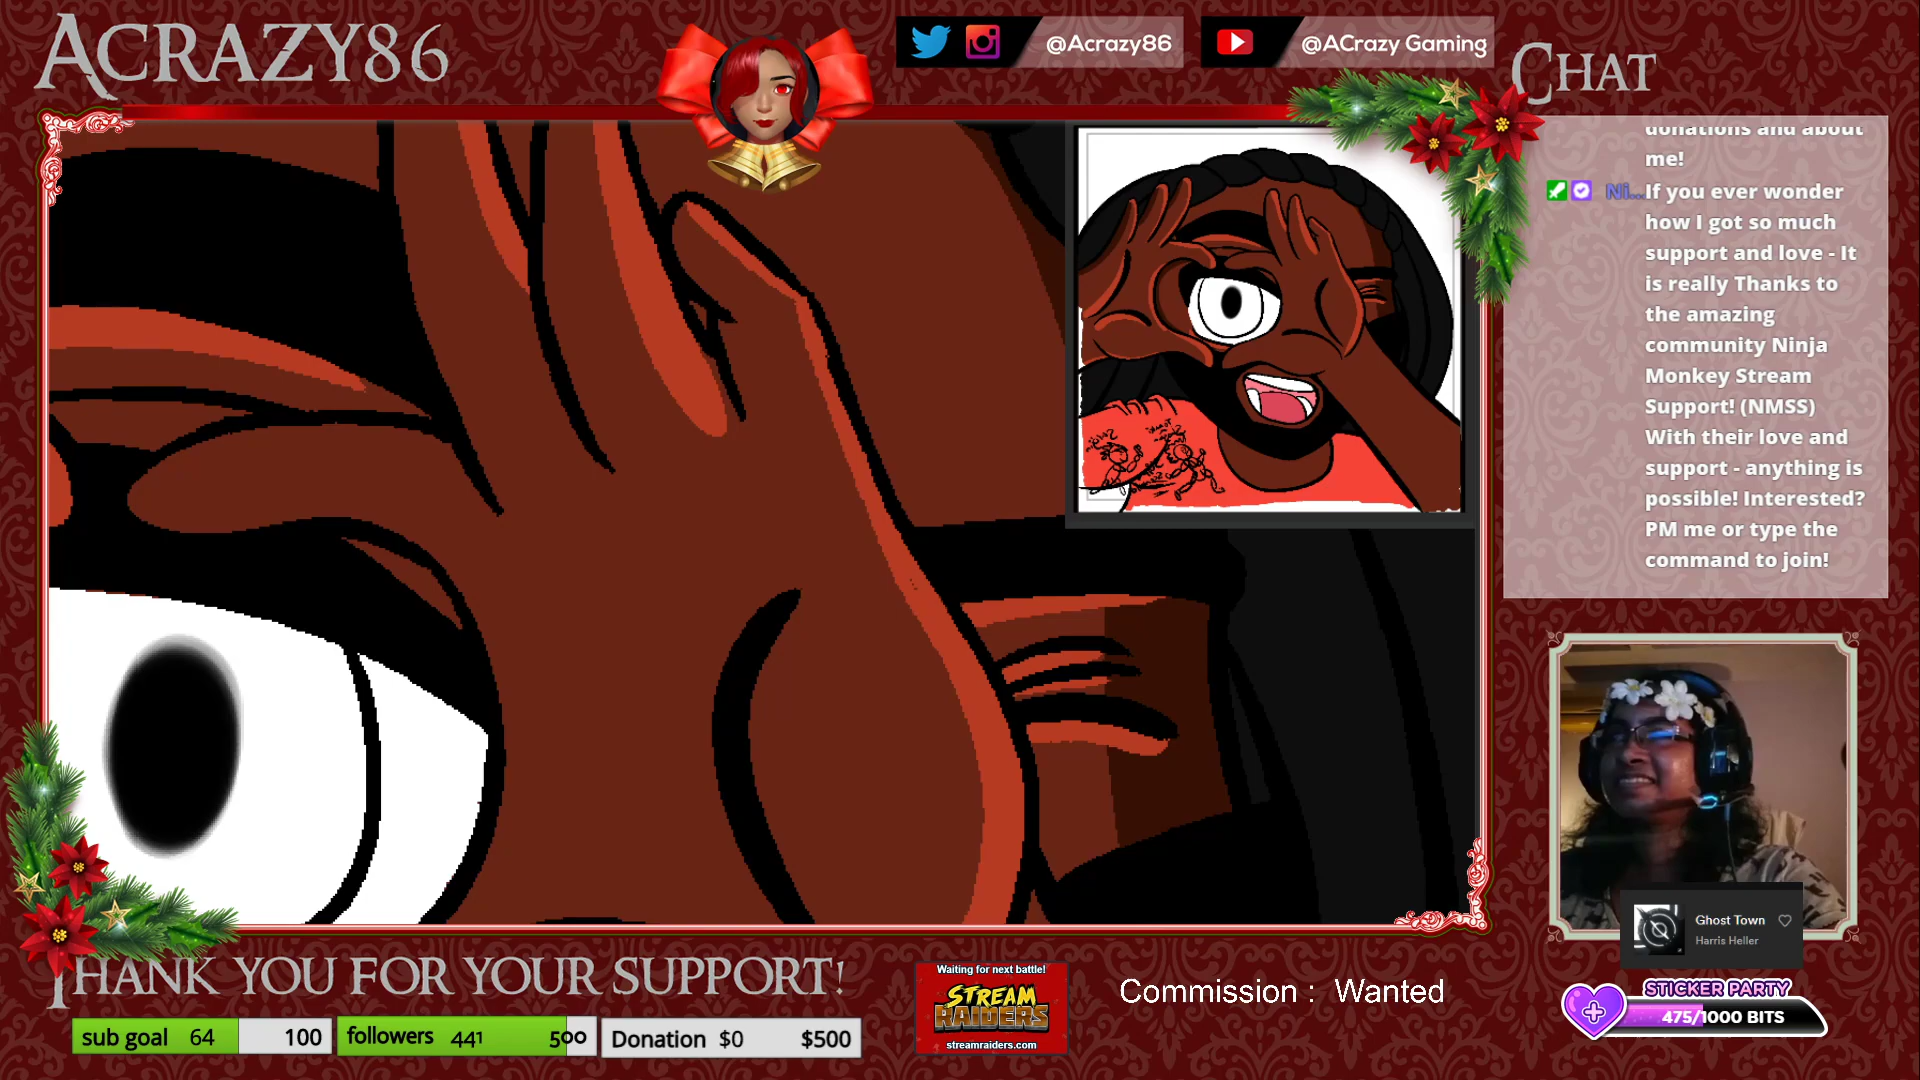 ACRAZY86
@Acrazy86
@ACrazy Gaming
CHAT
donations and about
me!
Ni...If you ever wonder
how I got so much
support and love - It
is really Thanks to
the amazing
community Ninja
Monkey Stream
Support! (NMSS)
With their love and
support - anything is
possible! Interested?
PM me or type the
command to join!
Ghost Town
Harris Heller
THANK YOU FOR YOUR SUPPORT!
sub goal 64 100
followers 441 500
Donation $0 $500
Waiting for next battle!
STREAM
RAIDERS
streamraiders.com
Commission : Wanted
STICKER PARTY
475/1000 BITS